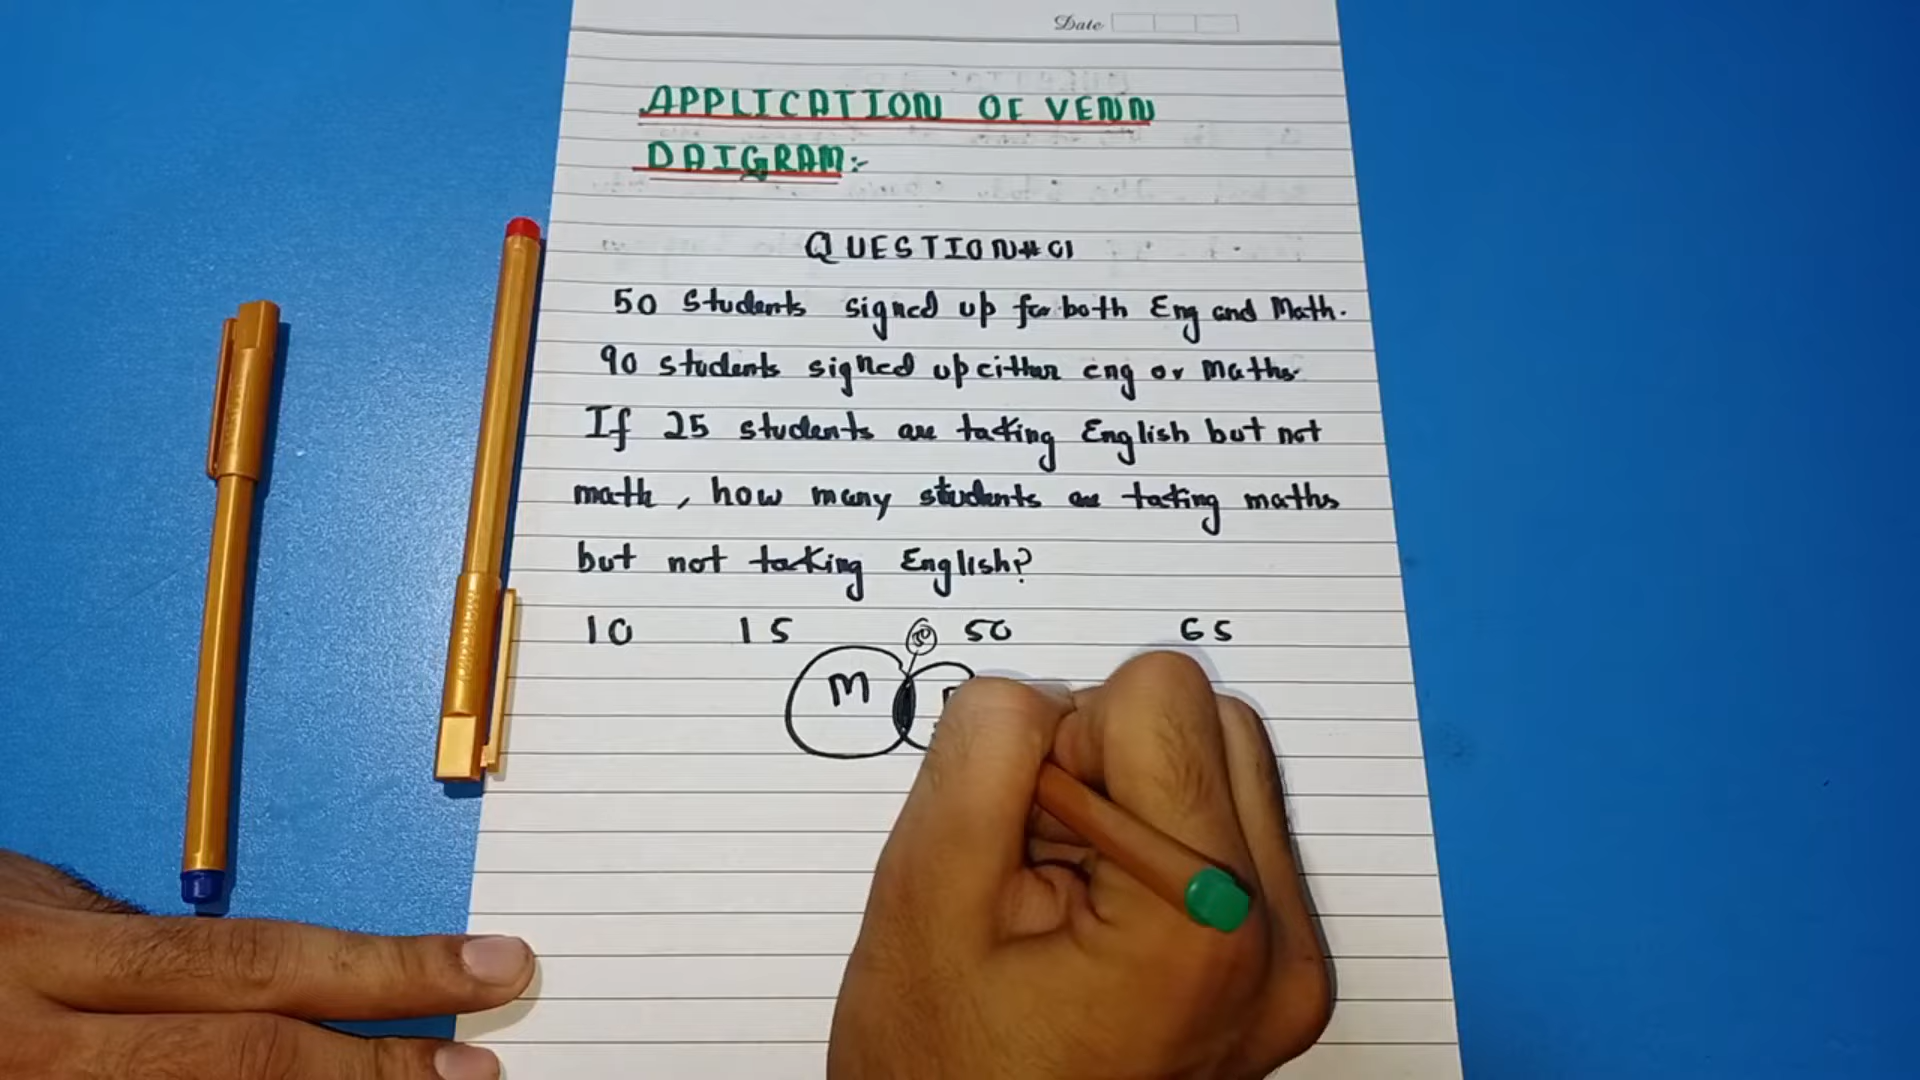 Date
APPLICATION OF VENN
DAIGRAM:-
QUESTION#01
50 Students signed up for both Eng and Math.
90 students signed up either eng or Maths.
If 25 students are taking English but not
math, how many students are taking maths
but not taking English?
10 15 50 65
50
M